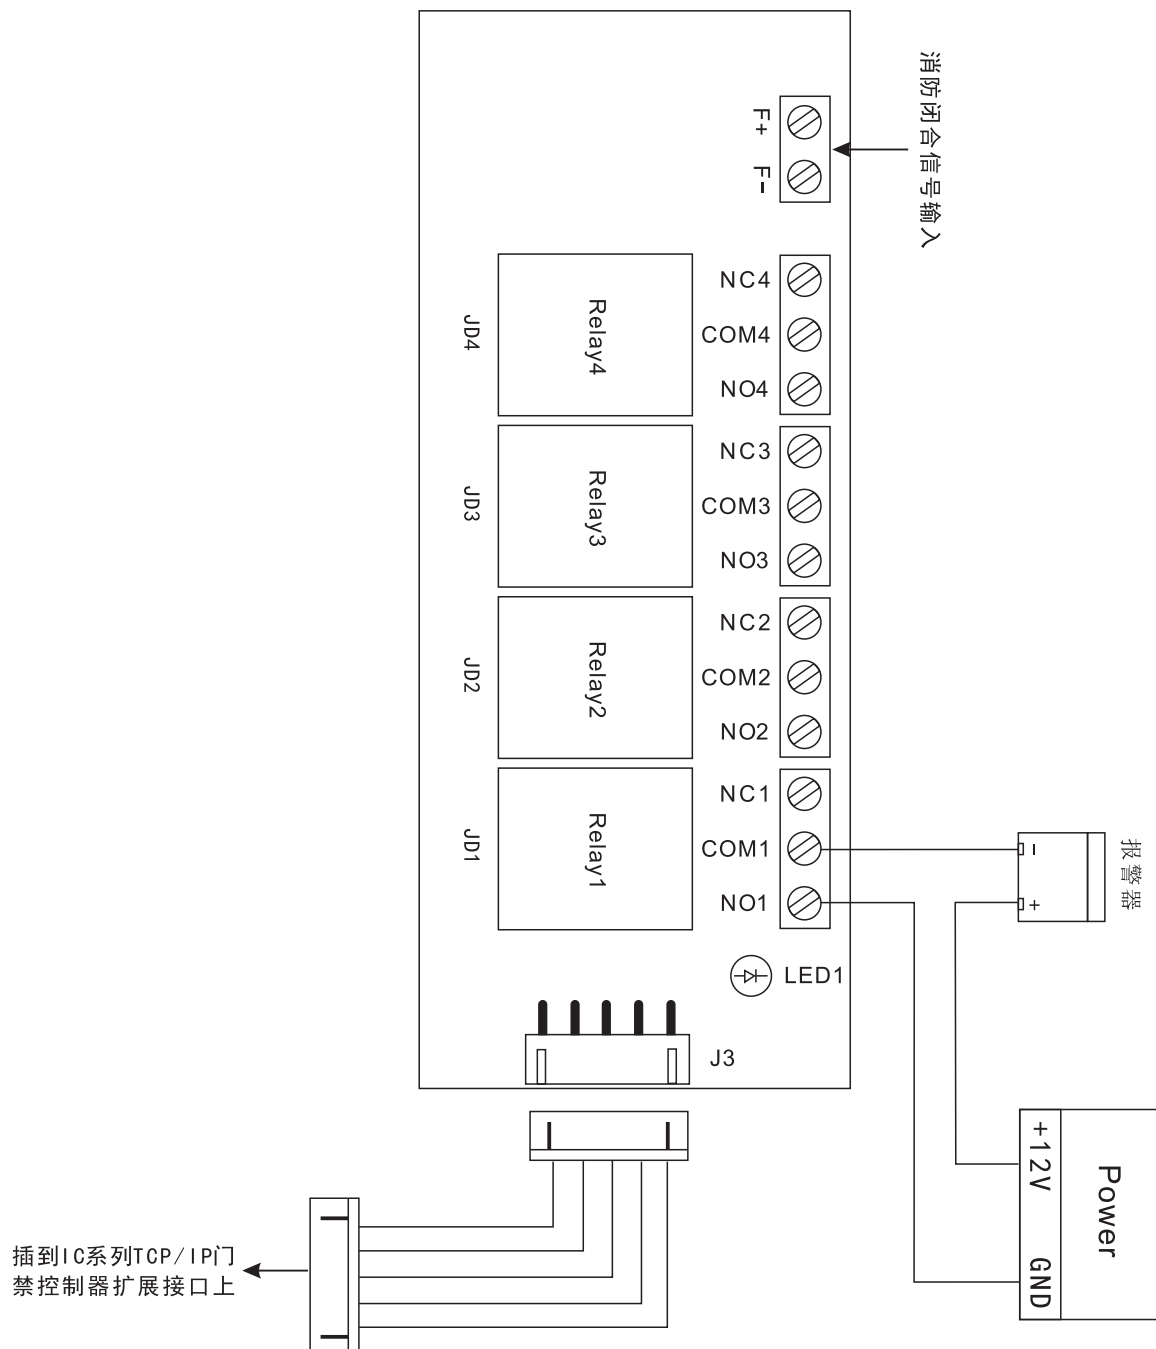 消防闭合信号输入
F+
F-
NC4
COM4
NO4
JD4
Relay4
NC3
COM3
NO3
JD3
Relay3
NC2
COM2
NO2
JD2
Relay2
NC1
COM1
NO1
JD1
Relay1
-
+
报警器
LED1
J3
+12V
GND
Power
插到IC系列TCP/IP门
禁控制器扩展接口上